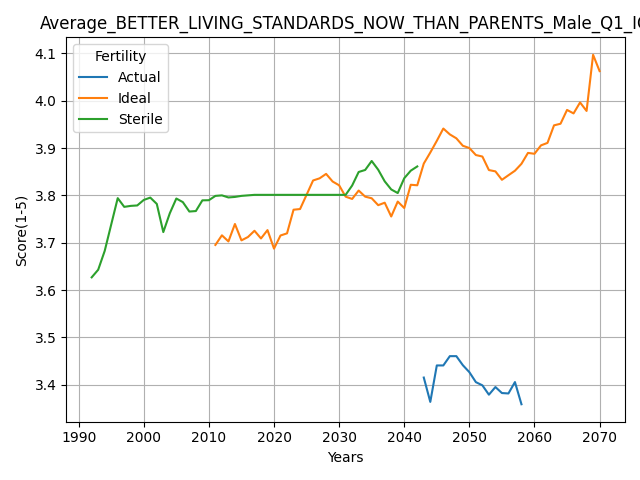 Average_BETTER_LIVING_STANDARDS_NOW_THAN_PARENTS_Male_Q1_I
Fertility
Actual
Ideal
Sterile
Score(1-5)
4.1
4.0
3.9
3.8
3.7
3.6
3.5
3.4
1990 2000 2010 2020 2030 2040 2050 2060 2070
Years